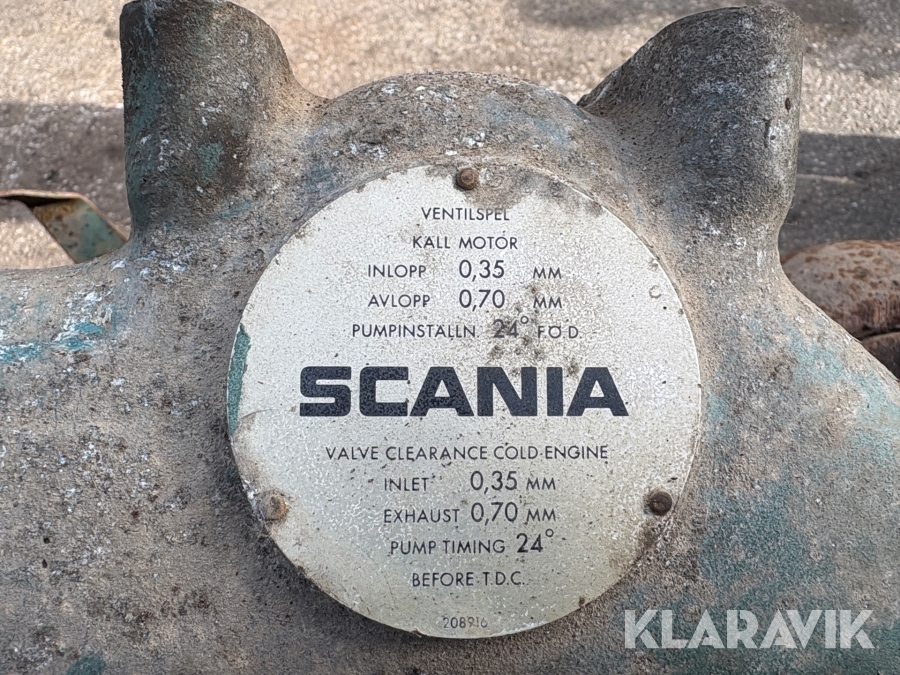 VENTILSPEL
KALL MOTOR
INLOPP 0,35 MM
AVLOPP 0,70 MM
PUMPINSTÄLLN. 24° F.Ö.D.
SCANIA
VALVE CLEARANCE COLD ENGINE
INLET 0,35 MM
EXHAUST 0,70 MM
PUMP TIMING 24°
BEFORE T.D.C.
208916
KLARAVIK